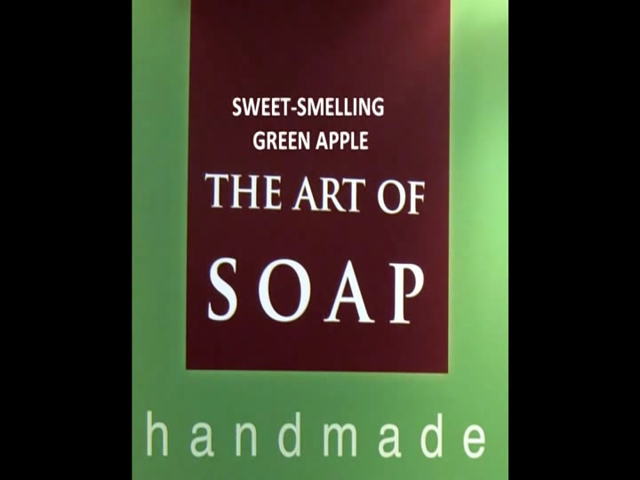 SWEET-SMELLING
GREEN APPLE
THE ART OF
SOAP
handmade